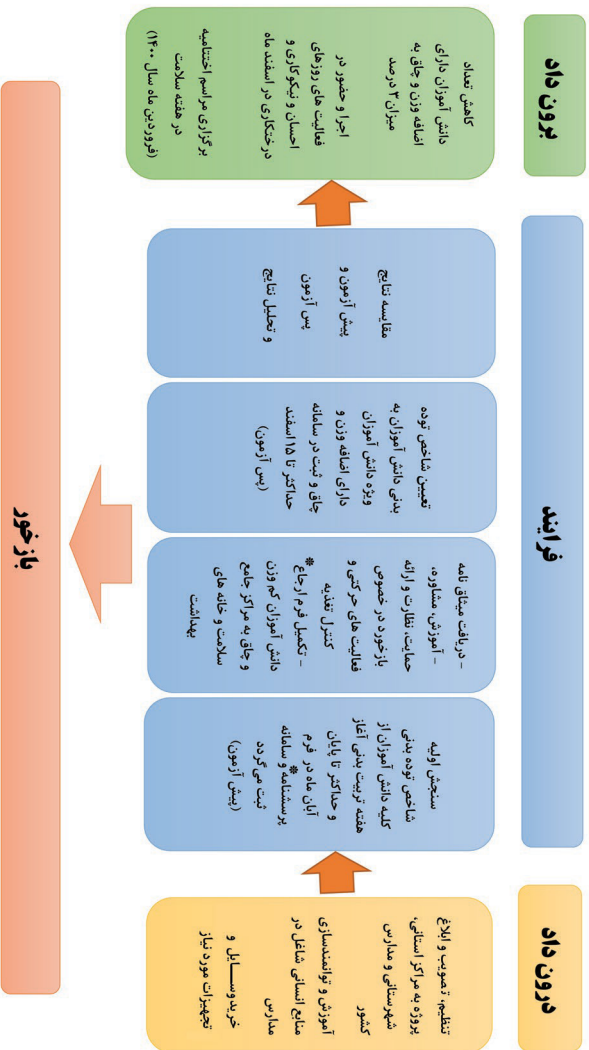 درون داد
تنظیم، تصویب و ابلاغ
پروژه به مراکز استانی،
شهرستانی و مدارس
کشور
آموزش و توانمندسازی
منابع انسانی شاغل در
مدارس
خرید وسایل و
تجهیزات مورد نیاز
فرایند
سنجش اولیه
شاخص توده بدنی
کلیه دانش آموزان از
هفته تربیت بدنی آغاز
و حداکثر تا پایان
آبان ماه در فرم
پرسشنامه* و سامانه
ثبت می گردد
(پیش آزمون)
- دریافت میثاق نامه
- آموزش، مشاوره،
حمایت، نظارت و ارائه
بازخورد در خصوص
فعالیت های حرکتی و
کنترل تغذیه
- تکمیل فرم ارجاع*
دانش آموزان کم وزن
و چاق به مراکز جامع
سلامت و خانه های
بهداشت
تعیین شاخص توده
بدنی دانش آموزان به
ویژه دانش آموزان
دارای اضافه وزن و
چاق و ثبت در سامانه
حداکثر تا ۱۵ اسفند
(پس آزمون)
مقایسه نتایج
پیش آزمون و
پس آزمون
و تحلیل نتایج
برون داد
کاهش تعداد
دانش آموزان دارای
اضافه وزن و چاق به
میزان ۳ درصد
اجرا و حضور در
فعالیت های روزهای
احسان و نیکوکاری و
درختکاری در اسفند ماه
برگزاری مراسم اختتامیه
در هفته سلامت
(فروردین ماه سال ۱۴۰۰)
بازخور